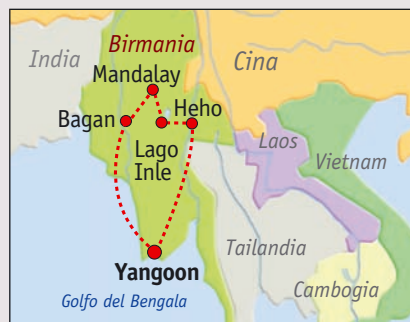 India
Birmania
Cina
Mandalay
Bagan
Heho
Lago
Inle
Laos
Vietnam
Yangoon
Tailandia
Golfo del Bengala
Cambogia